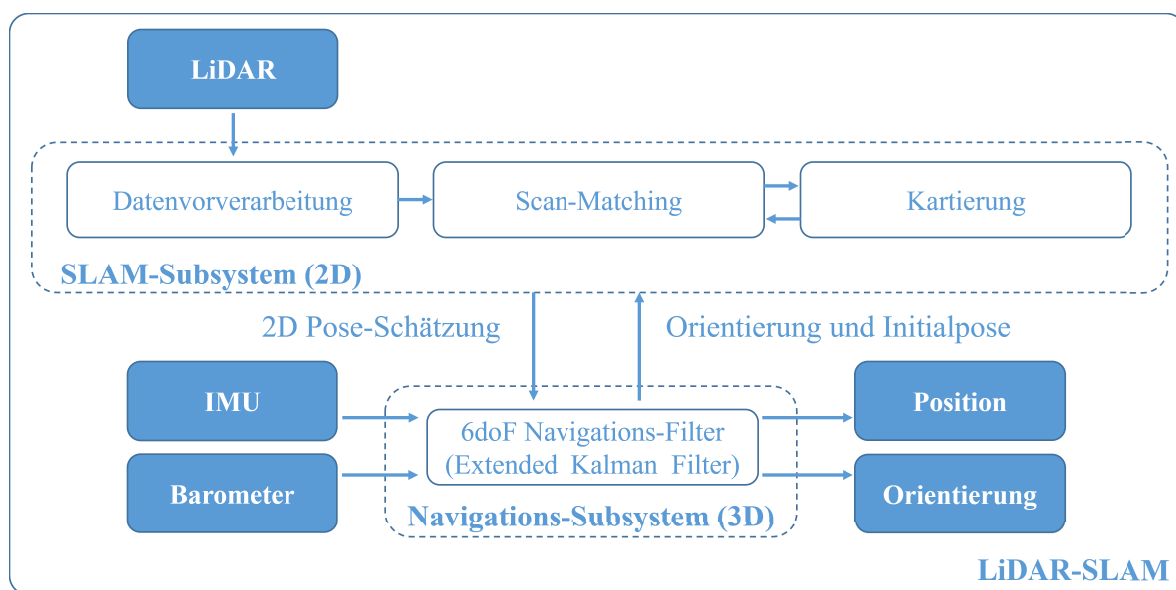 LiDAR
Datenvorverarbeitung
Scan-Matching
Kartierung
SLAM-Subsystem (2D)
2D Pose-Schätzung
Orientierung und Initialpose
IMU
Position
6doF Navigations-Filter
(Extended Kalman Filter)
Barometer
Orientierung
Navigations-Subsystem (3D)
LiDAR-SLAM